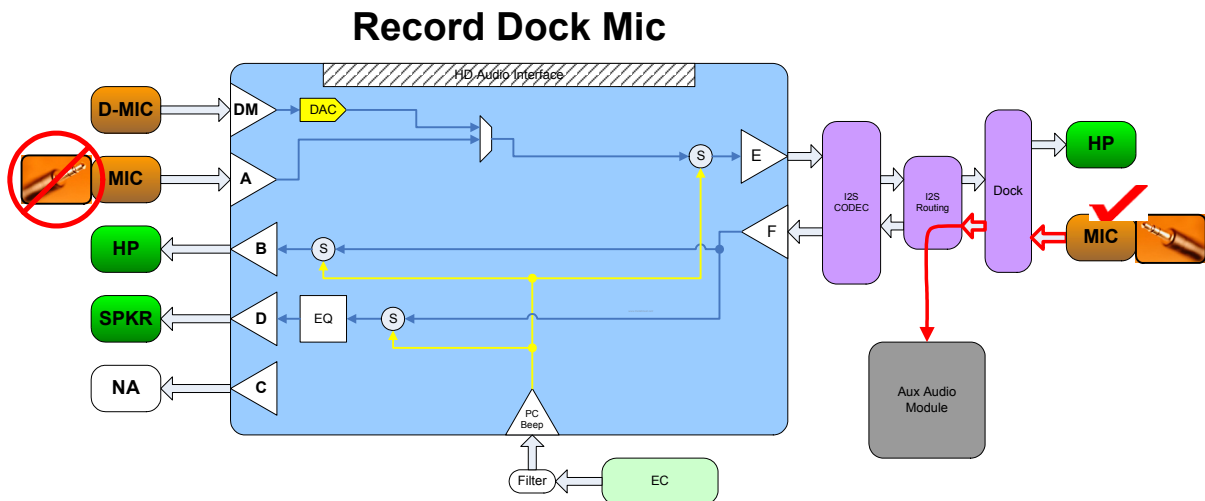 Record Dock Mic
HD Audio Interface
D-MIC
DM
DAC
MIC
A
S
E
I2S
CODEC
I2S
Routing
Dock
HP
MIC
HP
B
S
F
SPKR
D
EQ
S
NA
C
PC
Beep
Aux Audio
Module
Filter
EC